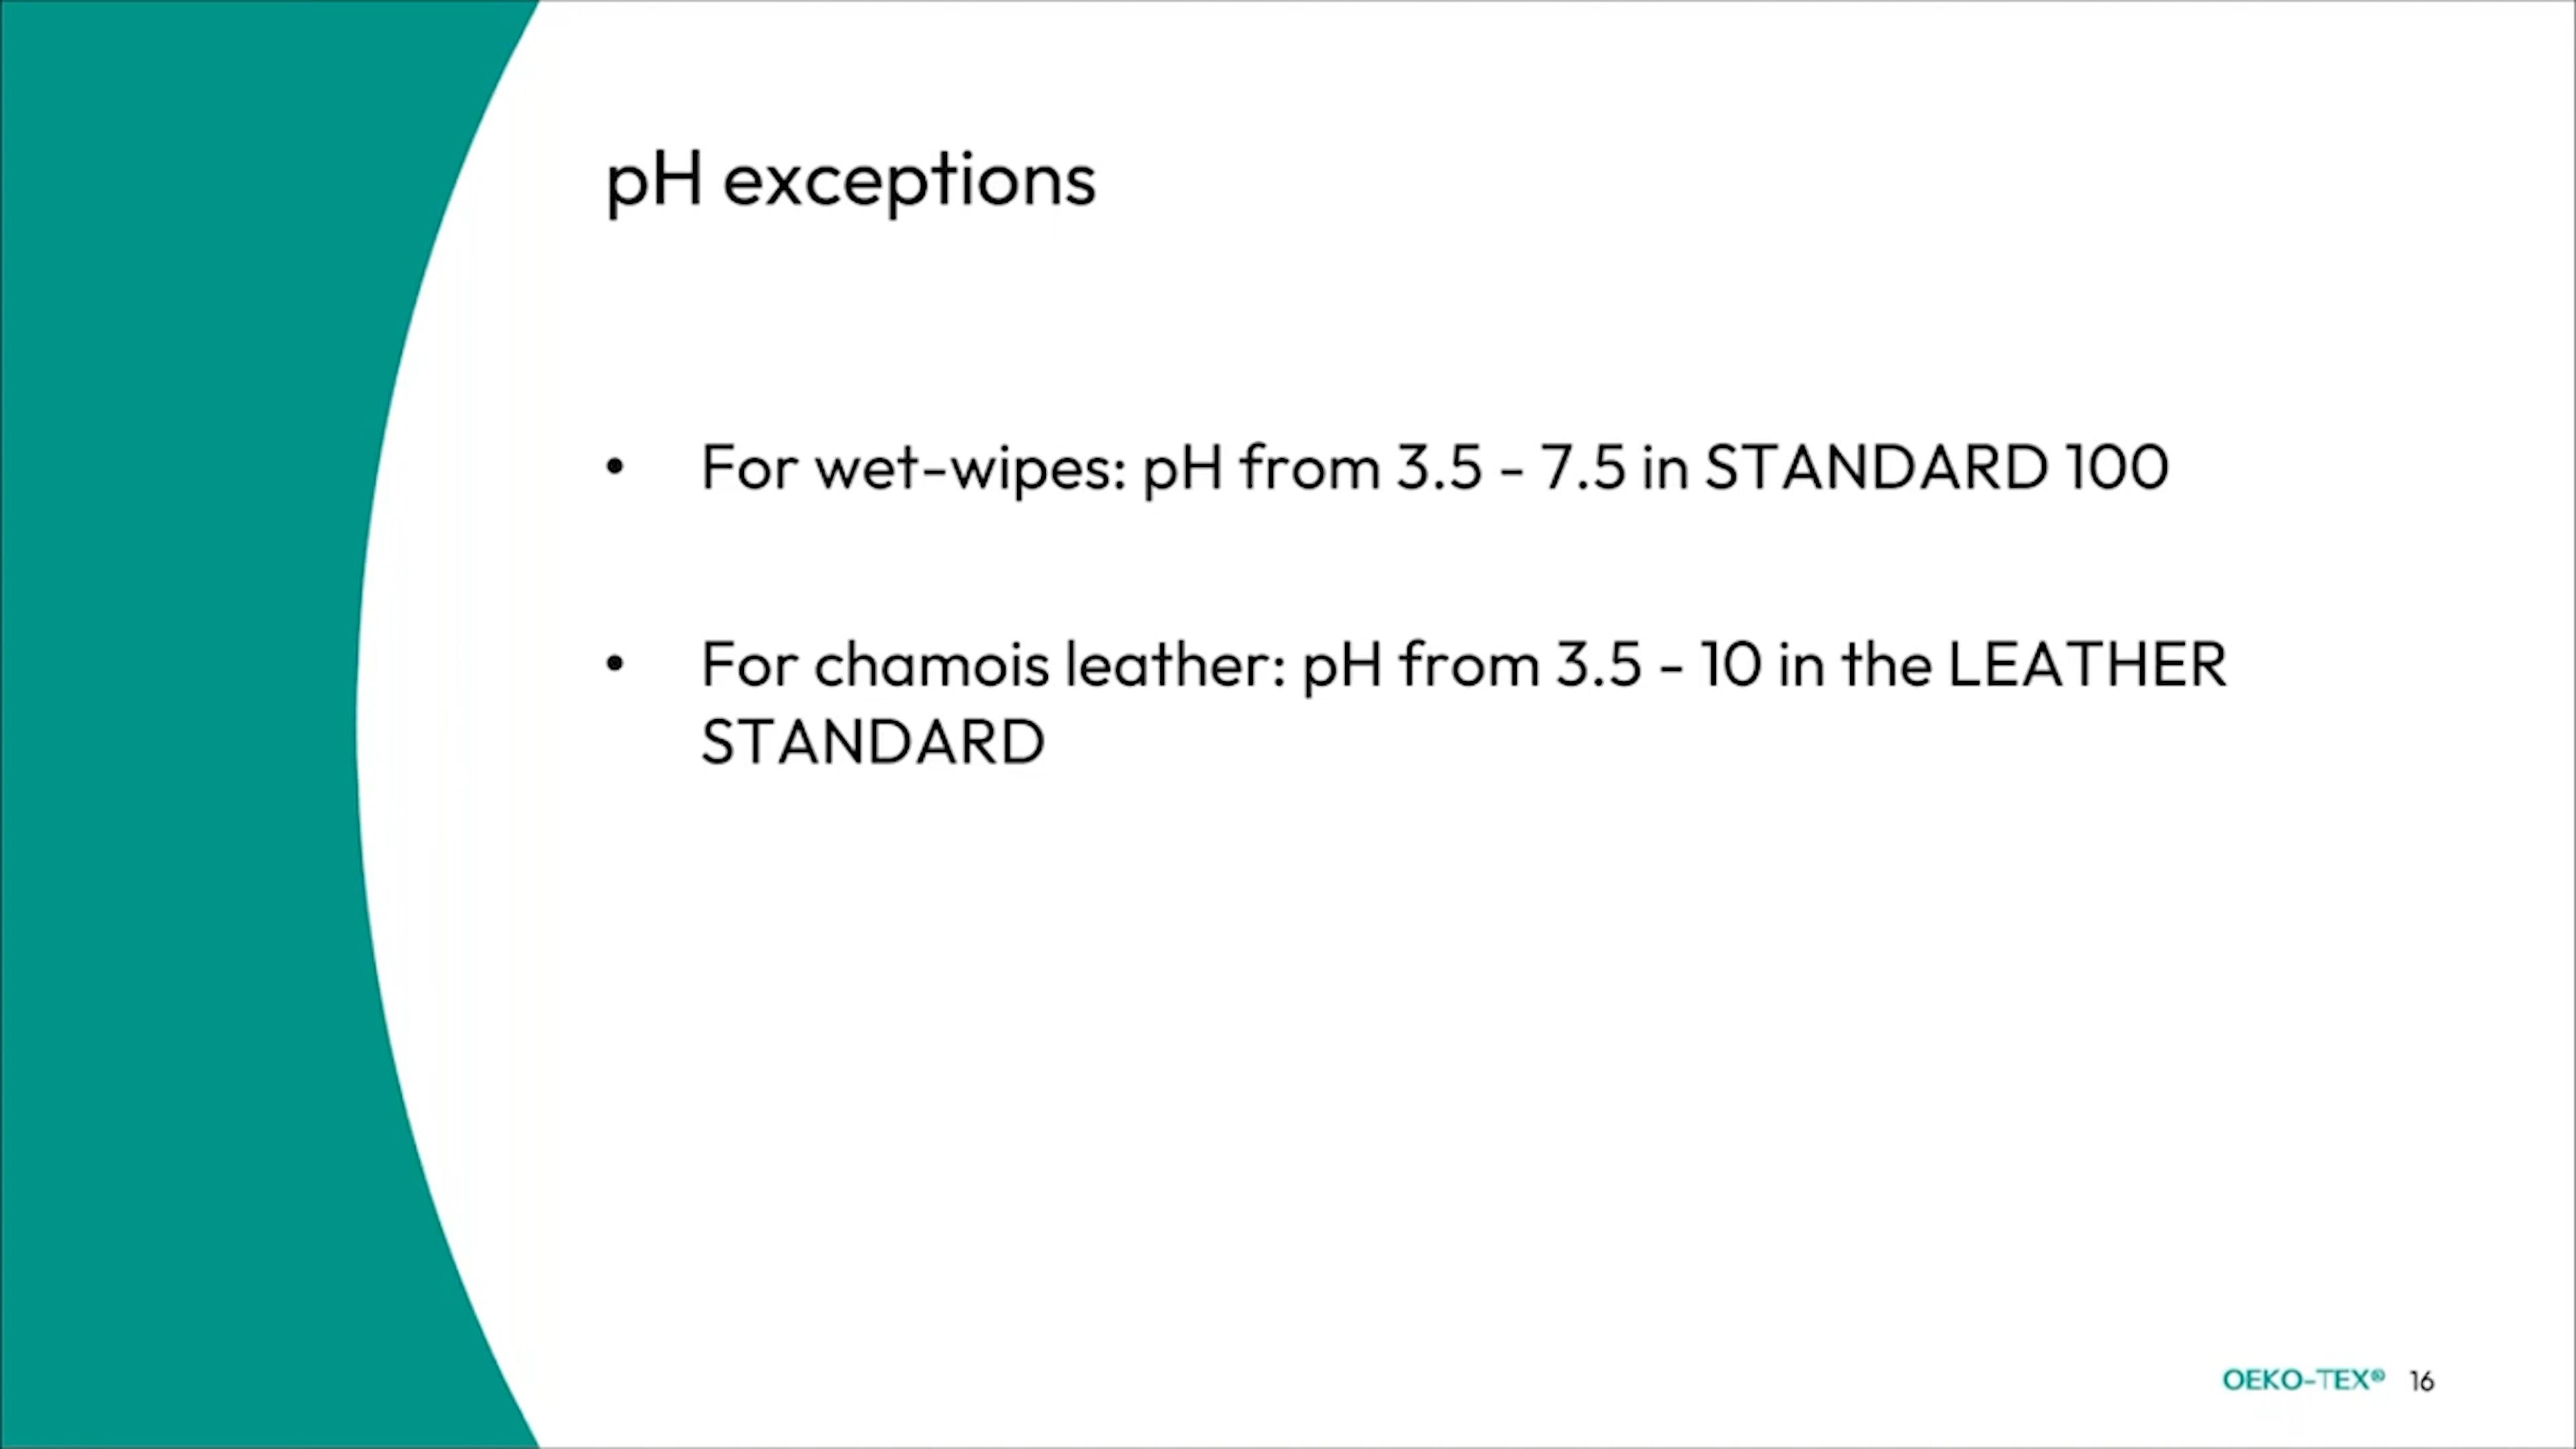 pH exceptions
• For wet-wipes: pH from 3.5 - 7.5 in STANDARD 100
• For chamois leather: pH from 3.5 - 10 in the LEATHER
STANDARD
OEKO-TEX® 16